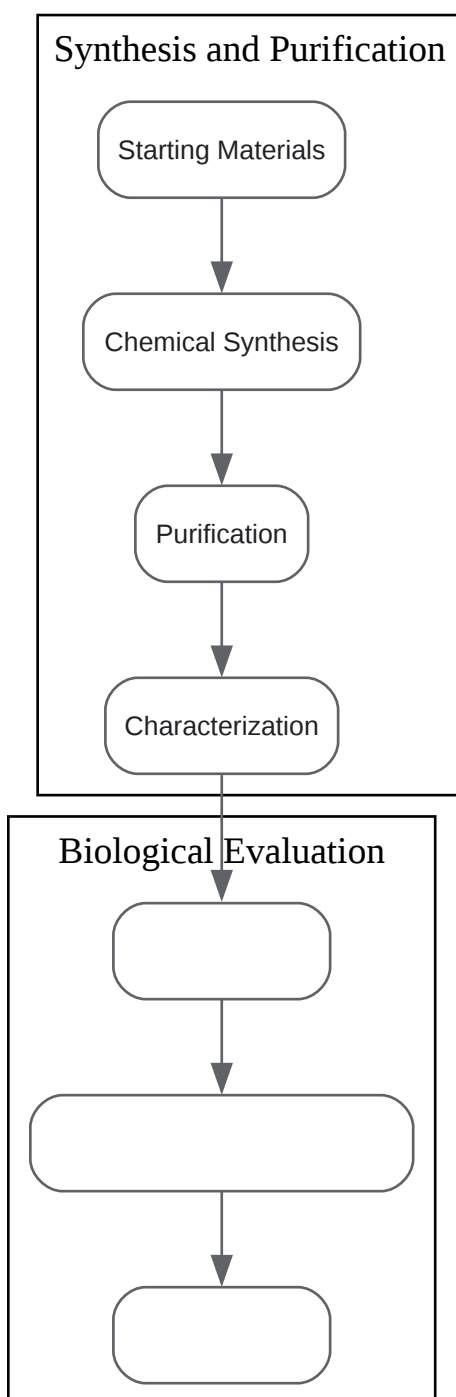 Synthesis and Purification
Starting Materials
Chemical Synthesis
Purification
Characterization
Biological Evaluation